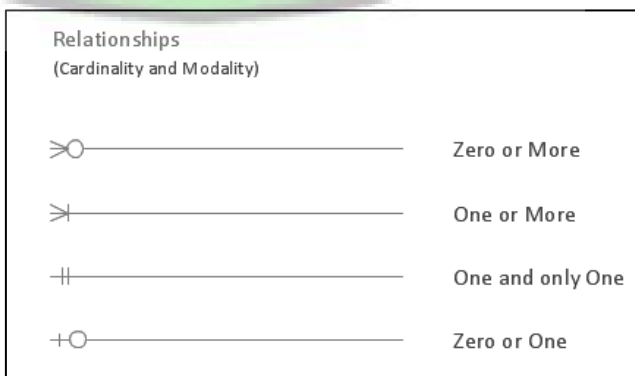 Relationships
(Cardinality and Modality)
Zero or More
One or More
One and only One
Zero or One